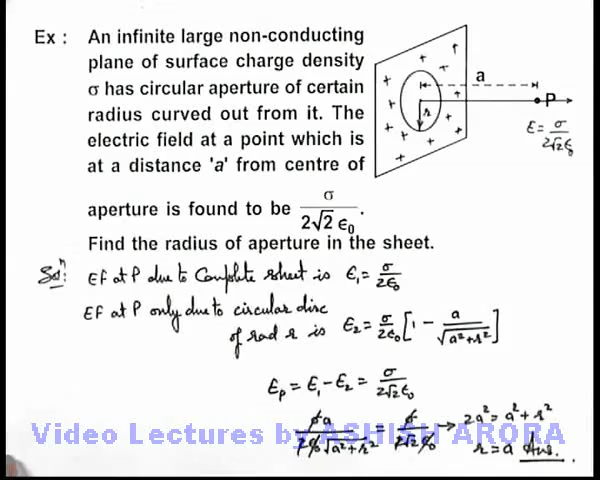 Ex : An infinite large non-conducting
plane of surface charge density
σ has circular aperture of certain
radius curved out from it. The
electric field at a point which is
at a distance 'a' from centre of
aperture is found to be σ/(2√2 ε₀).
Find the radius of aperture in the sheet.
a
P
r
E = σ/(2√2 ε₀)
Solⁿ: EF at P due to Complete sheet is E₁ = σ/(2ε₀)
EF at P only due to circular disc
of rad r is E₂ = σ/(2ε₀) [1 - a/√(a²+r²)]
E_P = E₁ - E₂ = σ/(2√2 ε₀)
σa/(2ε₀√(a²+r²)) = σ/(2√2 ε₀) → 2a² = a² + r²
r = a Ans.
Video Lectures by ASHISH ARORA